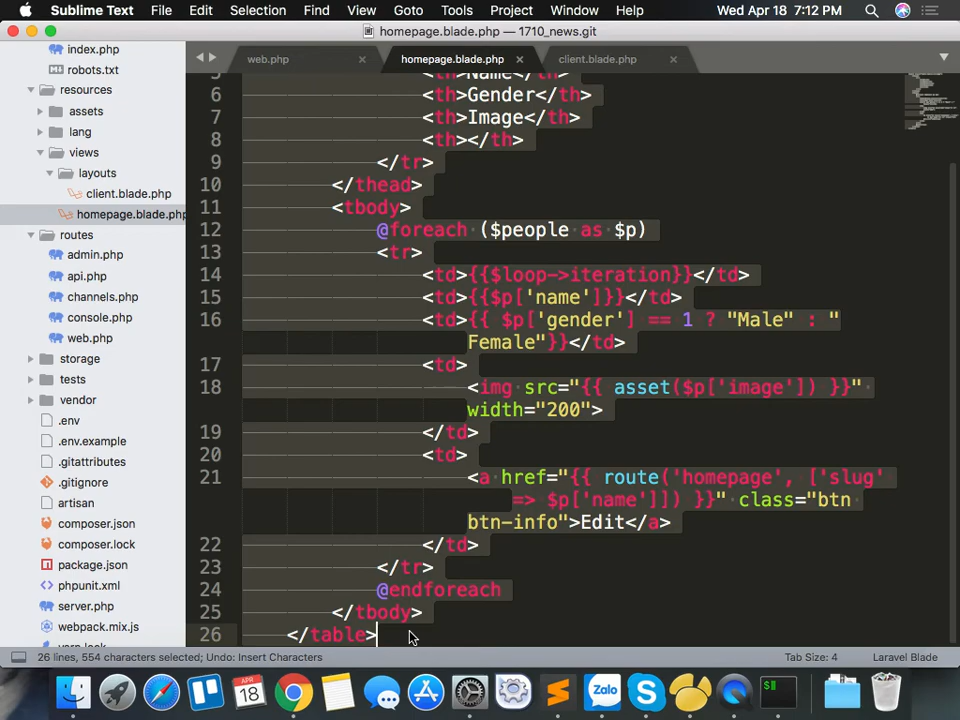 Sublime Text File Edit Selection Find View Goto Tools Project Window Help Wed Apr 18 7:12 PM
homepage.blade.php — 1710_news.git
web.php homepage.blade.php client.blade.php
index.php
robots.txt
resources
assets
lang
views
layouts
client.blade.php
homepage.blade.php
routes
admin.php
api.php
channels.php
console.php
web.php
storage
tests
vendor
.env
.env.example
.gitattributes
.gitignore
artisan
composer.json
composer.lock
package.json
phpunit.xml
server.php
webpack.mix.js
5 <th>Name</th>
6 <th>Gender</th>
7 <th>Image</th>
8 <th></th>
9 </tr>
10 </thead>
11 <tbody>
12 @foreach ($people as $p)
13 <tr>
14 <td>{{$loop->iteration}}</td>
15 <td>{{$p['name']}}</td>
16 <td>{{ $p['gender'] == 1 ? "Male" : "
Female"}}</td>
17 <td>
18 <img src="{{ asset($p['image']) }}"
width="200">
19 </td>
20 <td>
21 <a href="{{ route('homepage', ['slug'
=> $p['name']]) }}" class="btn
btn-info">Edit</a>
22 </td>
23 </tr>
24 @endforeach
25 </tbody>
26 </table>
26 lines, 554 characters selected; Undo: Insert Characters Tab Size: 4 Laravel Blade
APR
18
Zalo